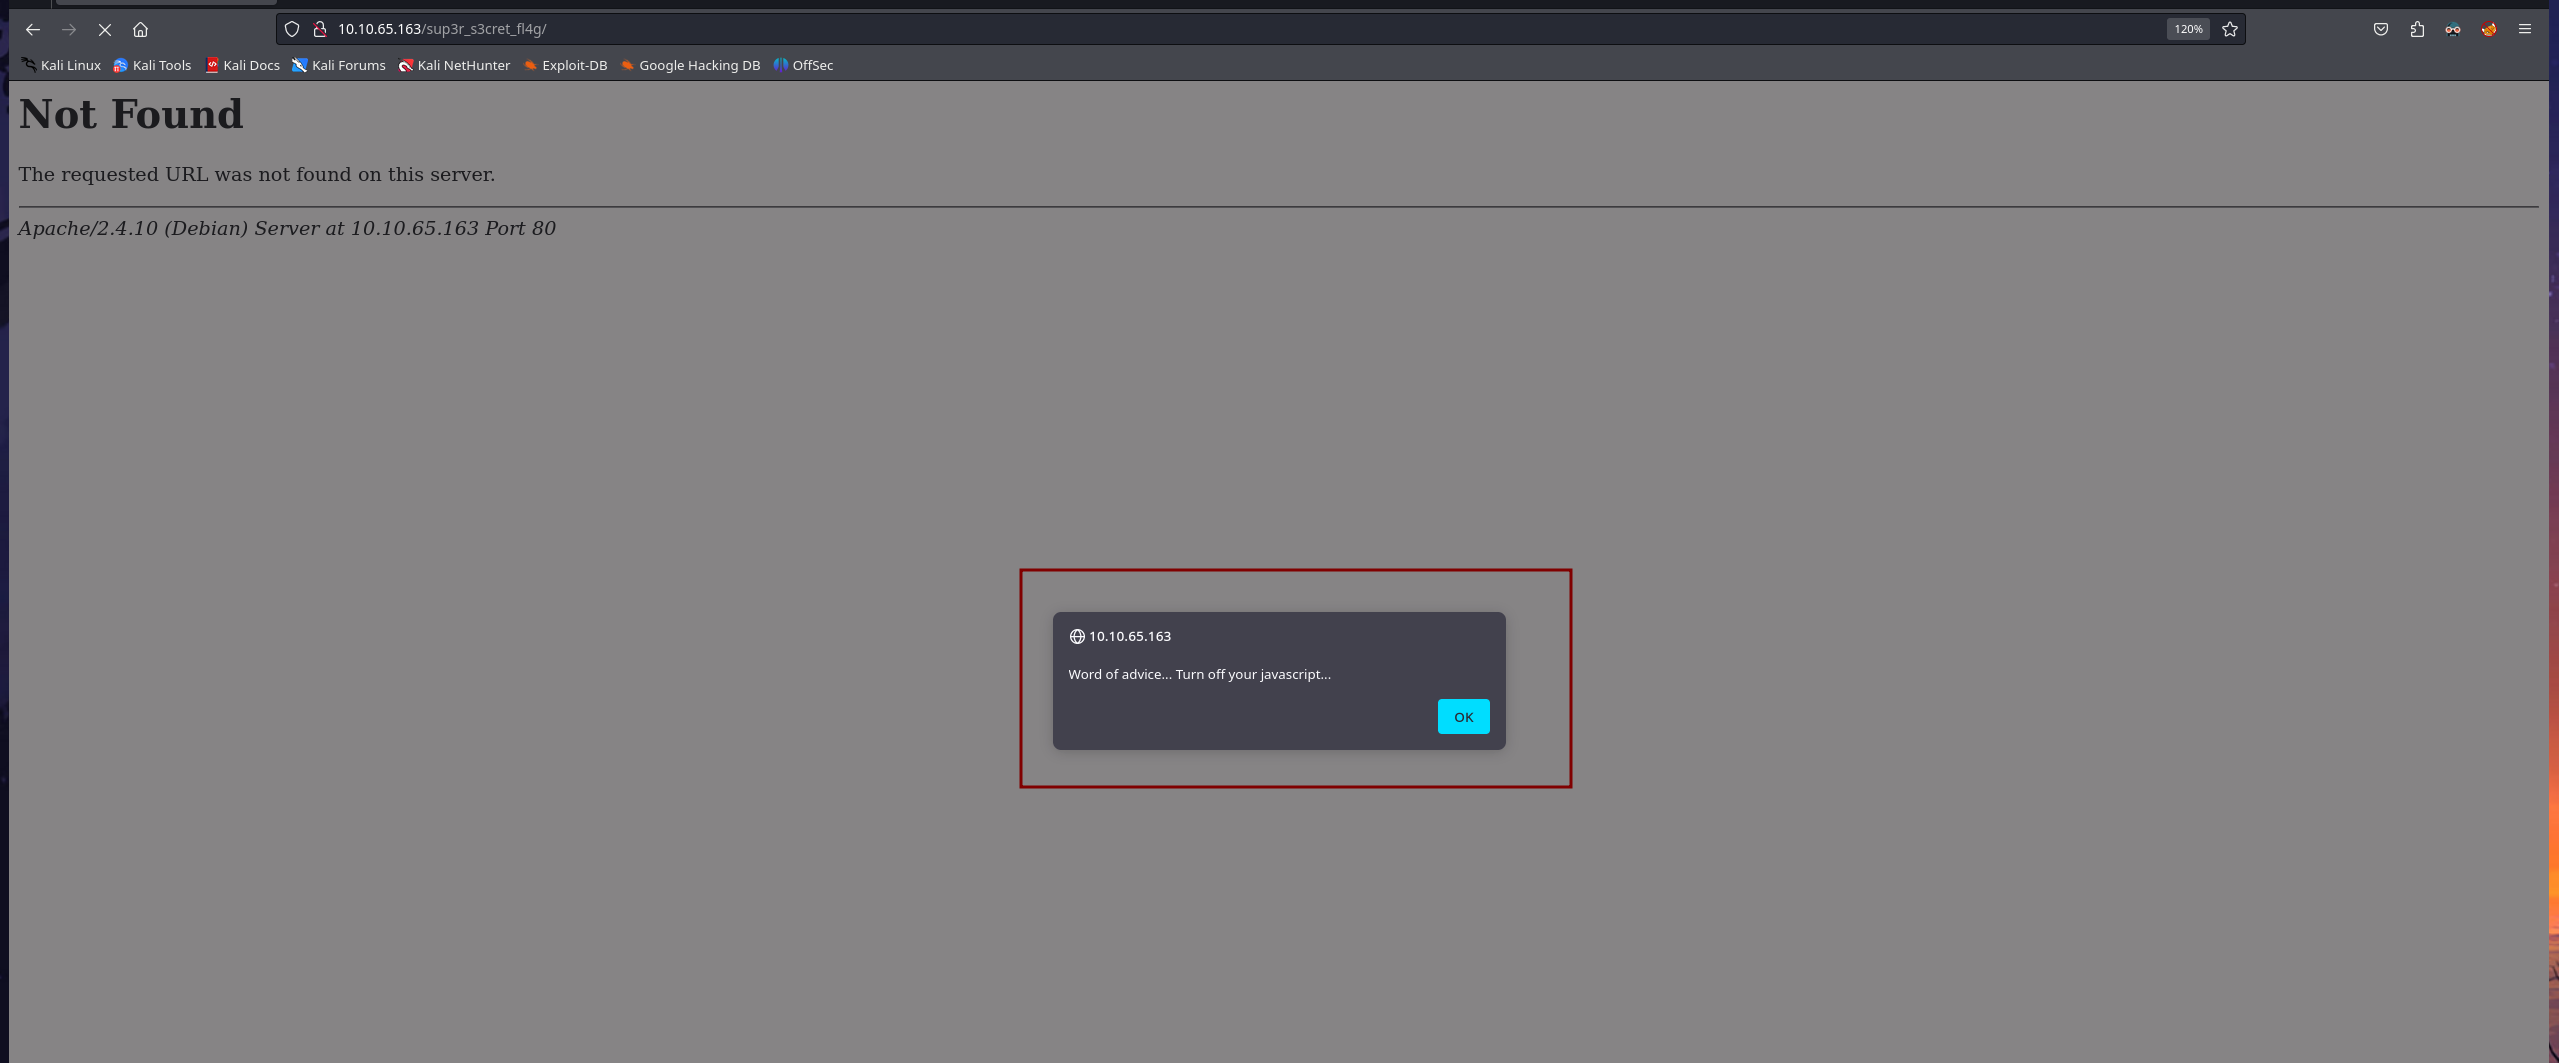 10.10.65.163/sup3r_s3cret_fl4g/
120%
Kali Linux Kali Tools Kali Docs Kali Forums Kali NetHunter Exploit-DB Google Hacking DB OffSec
Not Found
The requested URL was not found on this server.
Apache/2.4.10 (Debian) Server at 10.10.65.163 Port 80
10.10.65.163
Word of advice... Turn off your javascript...
OK